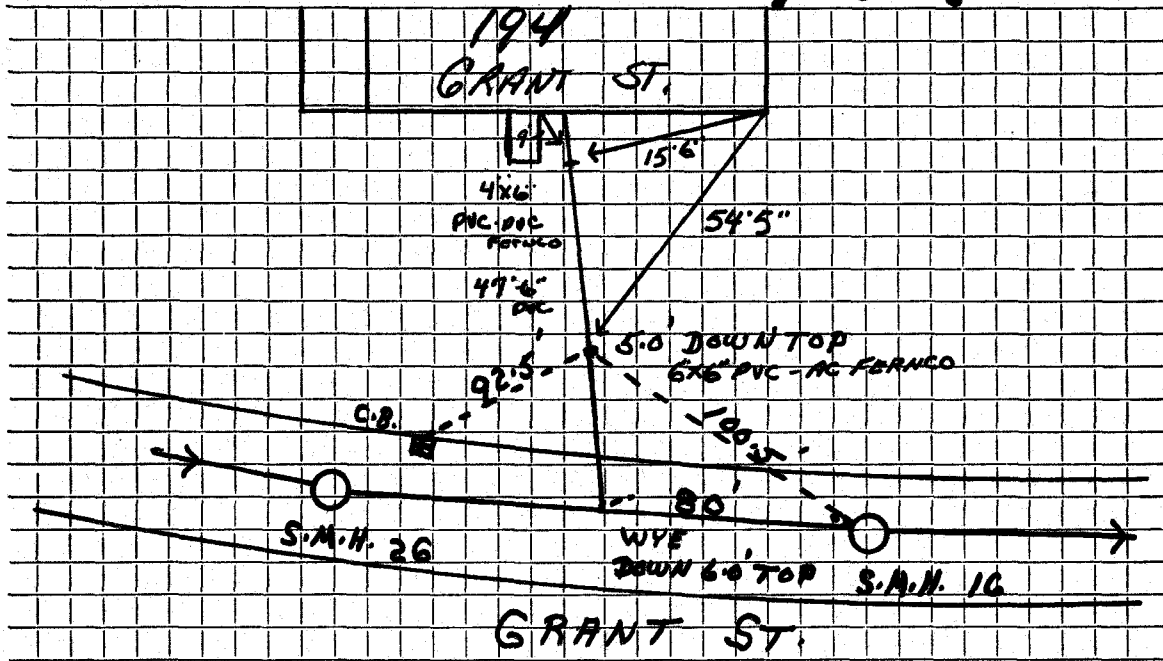 194
GRANT ST.
9'
15'6"
4"X6"
PVC-PVC
FERNCO
54'5"
47'-6"
PVC
5.0' DOWN TOP
6"X6" PVC - AC FERNCO
92.5'
C.B.
80'
S.M.H. 26
WYE
DOWN 6.0' TOP
S.M.H. 16
GRANT ST.